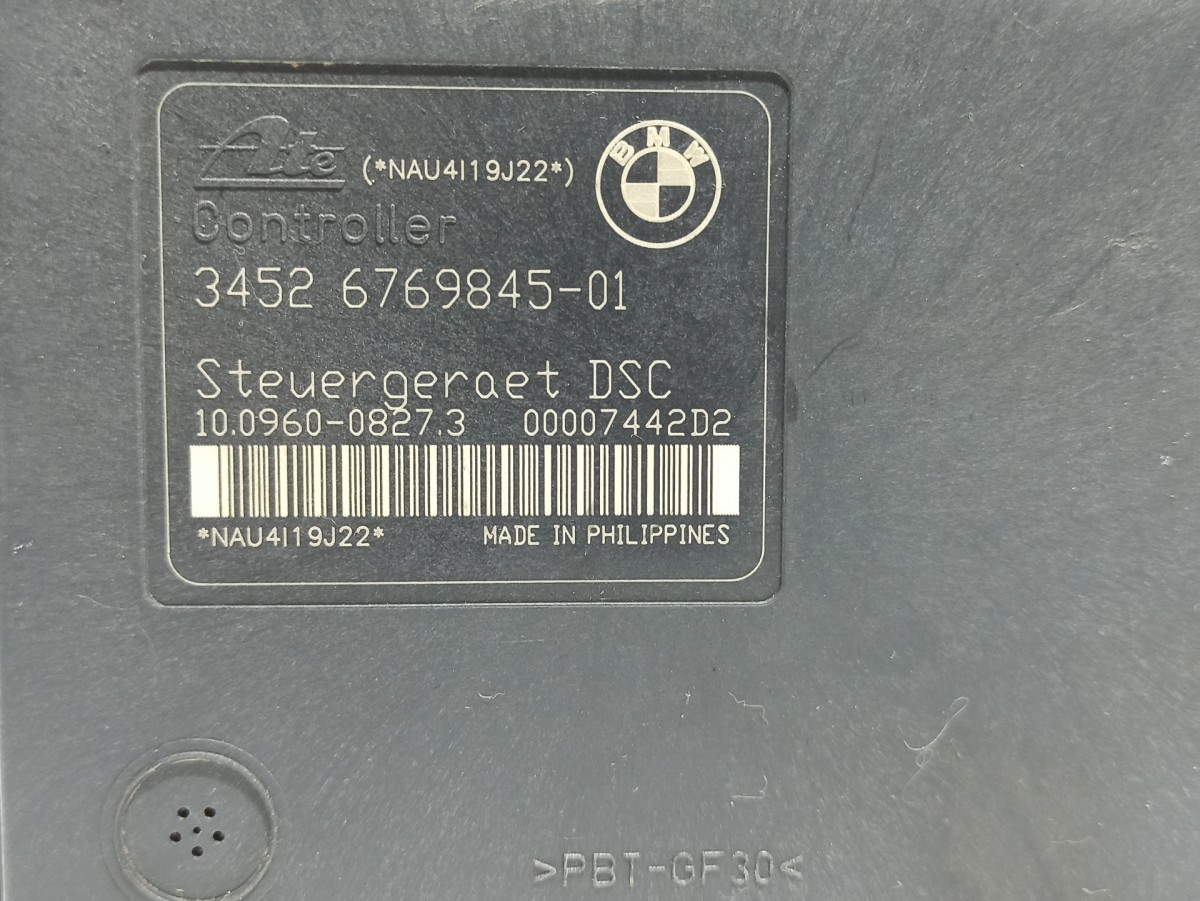 Ate (*NAU4I19J22*)
BMW
Controller
3452 6769845-01
Steuergeraet DSC
10.0960-0827.3 00007442D2
*NAU4I19J22* MADE IN PHILIPPINES
>PBT-GF30<